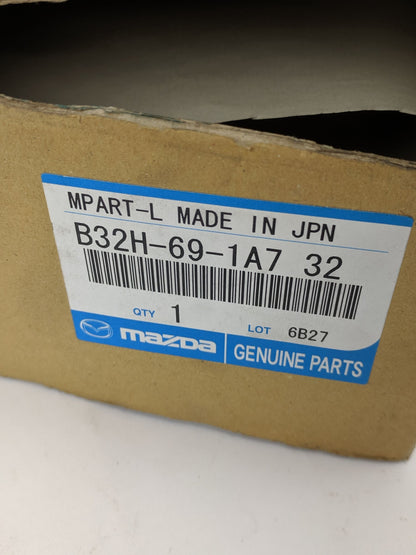 MPART-L MADE IN JPN
B32H-69-1A7 32
QTY 1 LOT 6B27
mazda GENUINE PARTS